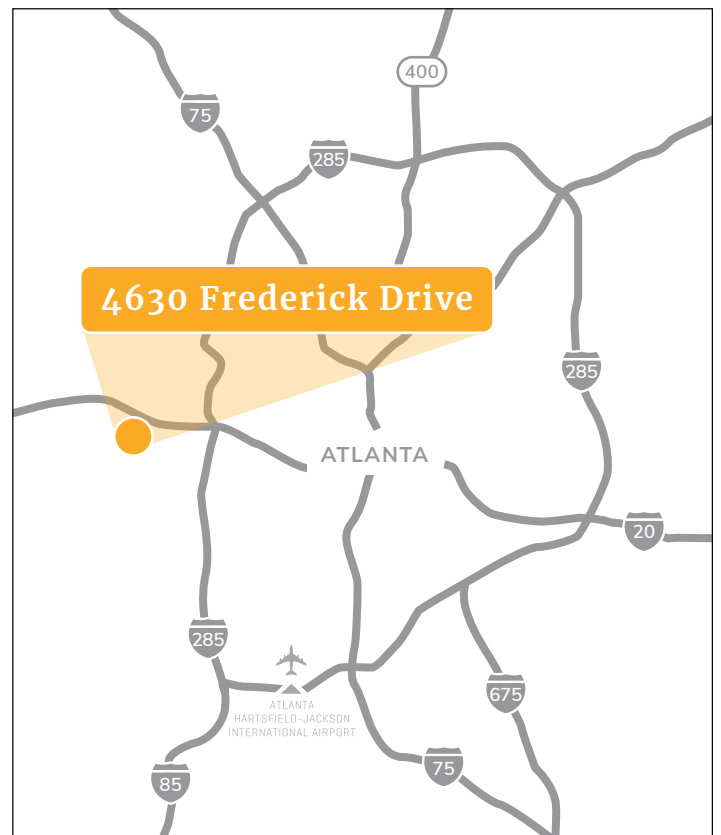 400
75
285
4630 Frederick Drive
285
ATLANTA
20
285
675
ATLANTA
HARTSFIELD-JACKSON
INTERNATIONAL AIRPORT
75
85